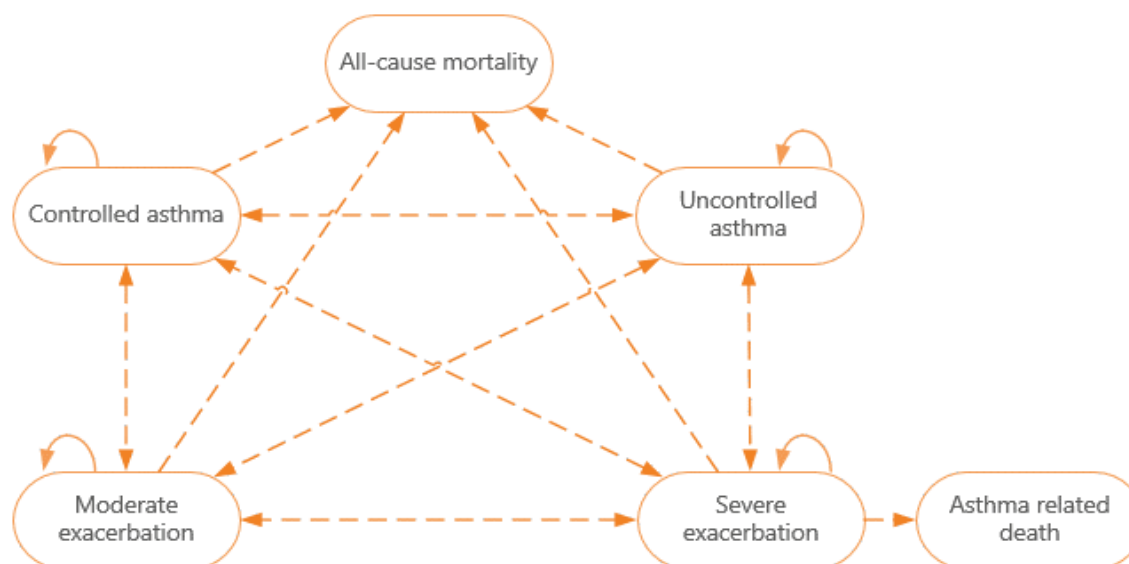 All-cause mortality
Controlled asthma
Uncontrolled
asthma
Moderate
exacerbation
Severe
exacerbation
Asthma related
death